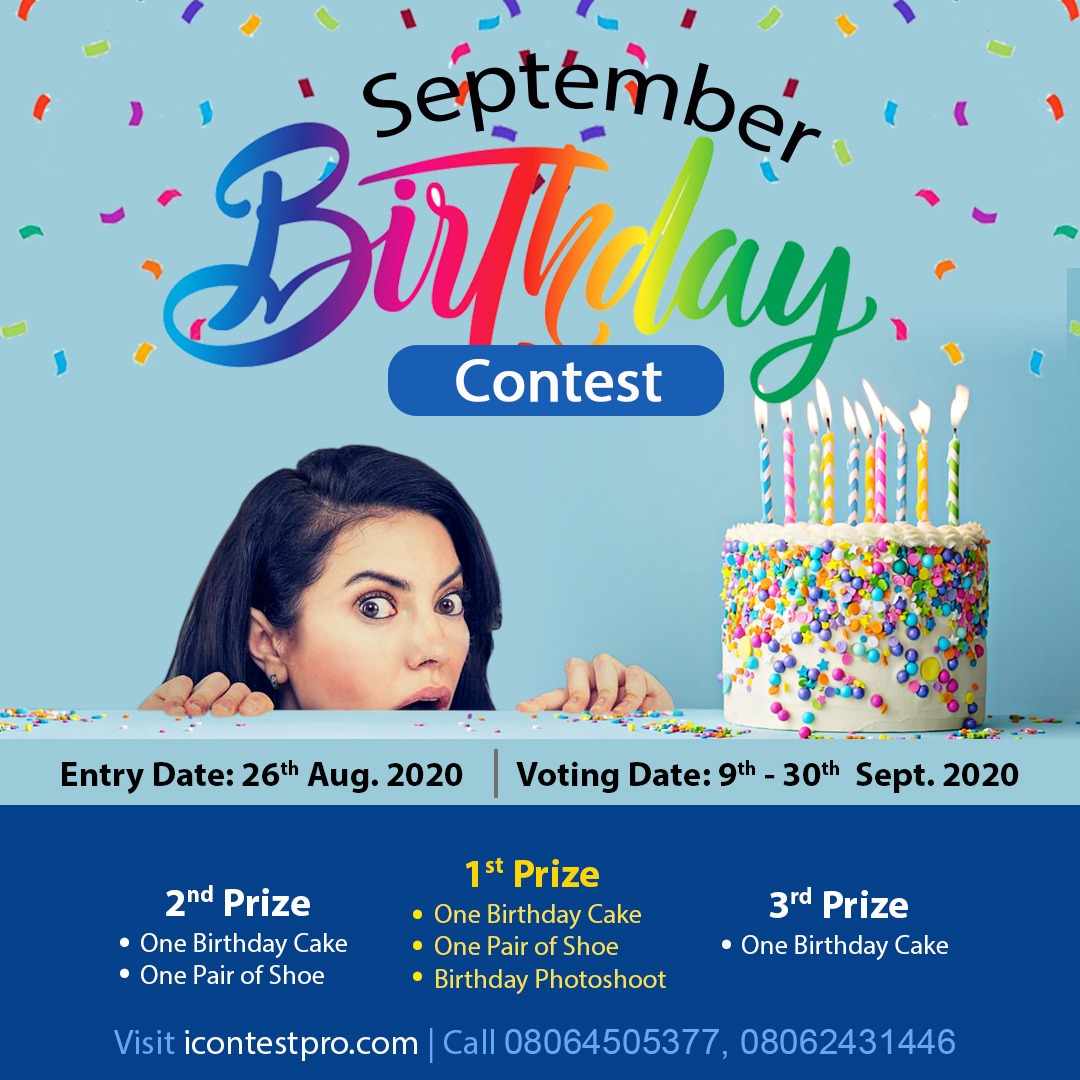 September
Birthday
Contest
Entry Date: 26th Aug. 2020 | Voting Date: 9th - 30th Sept. 2020
1st Prize
• One Birthday Cake
• One Pair of Shoe
• Birthday Photoshoot
2nd Prize
• One Birthday Cake
• One Pair of Shoe
3rd Prize
• One Birthday Cake
Visit icontestpro.com | Call 08064505377, 08062431446